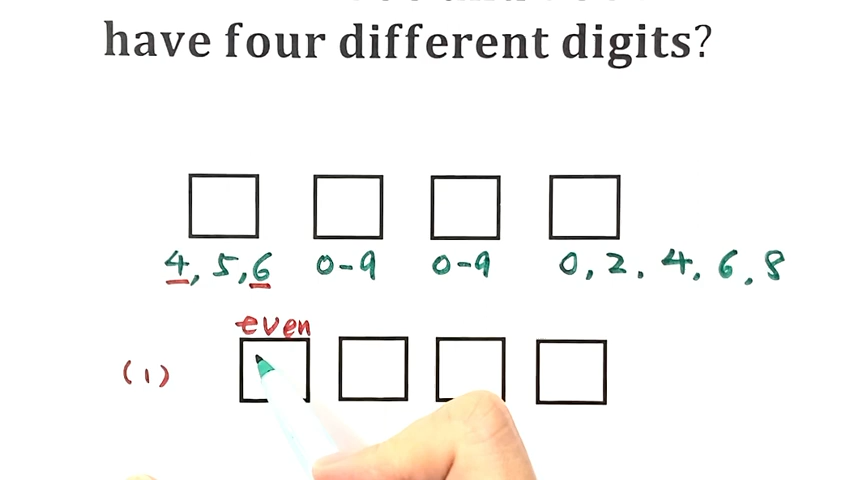 have four different digits?
4, 5, 6 0-9 0-9 0, 2, 4, 6, 8
even
(1)